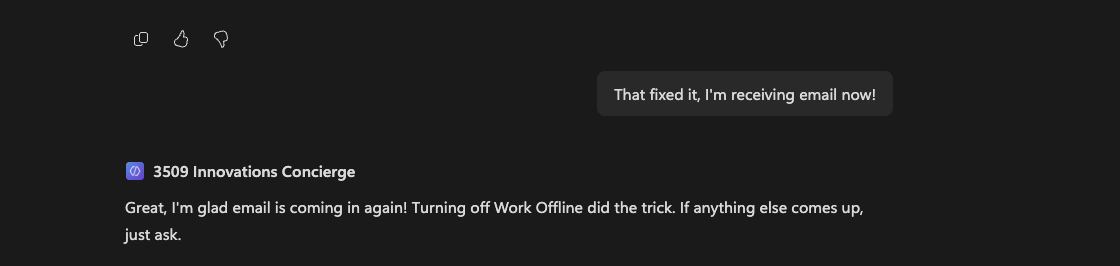 That fixed it, I'm receiving email now!
3509 Innovations Concierge
Great, I'm glad email is coming in again! Turning off Work Offline did the trick. If anything else comes up,
just ask.